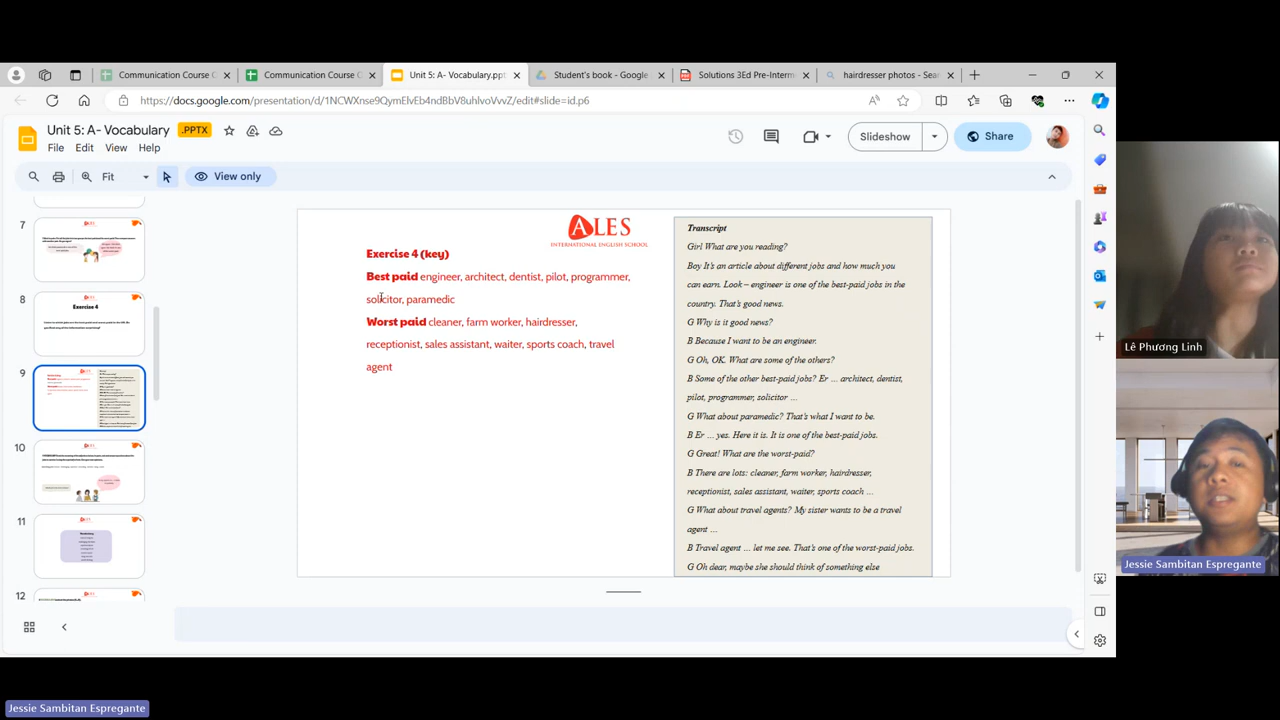 Communication Course C
Communication Course C
Unit 5: A- Vocabulary.ppt
Student's book - Google
Solutions 3Ed Pre-Interm
hairdresser photos - Sea
https://docs.google.com/presentation/d/1NCWXnse9QymElvEb4ndBbV8uhlvoVvvZ/edit#slide=id.p6
Unit 5: A- Vocabulary .PPTX
File Edit View Help
Slideshow
Share
Fit
View only
7
8
Exercise 4
9
10
11
12
ALES
INTERNATIONAL ENGLISH SCHOOL
Exercise 4 (key)
Best paid engineer, architect, dentist, pilot, programmer,
solicitor, paramedic
Worst paid cleaner, farm worker, hairdresser,
receptionist, sales assistant, waiter, sports coach, travel
agent
Transcript
Girl What are you reading?
Boy It's an article about different jobs and how much you
can earn. Look – engineer is one of the best-paid jobs in the
country. That's good news.
G Why is it good news?
B Because I want to be an engineer.
G Oh, OK. What are some of the others?
B Some of the other best-paid jobs? Er … architect, dentist,
pilot, programmer, solicitor …
G What about paramedic? That's what I want to be.
B Er … yes. Here it is. It is one of the best-paid jobs.
G Great! What are the worst-paid?
B There are lots: cleaner, farm worker, hairdresser,
receptionist, sales assistant, waiter, sports coach …
G What about travel agents? My sister wants to be a travel
agent …
B Travel agent … let me see. That's one of the worst-paid jobs.
G Oh dear, maybe she should think of something else
Lê Phương Linh
Jessie Sambitan Espregante
Jessie Sambitan Espregante